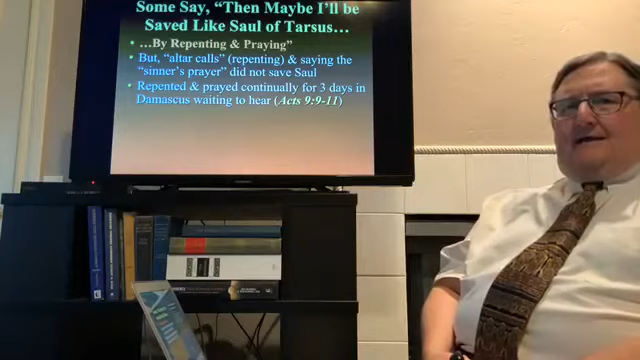 Some Say, “Then Maybe I’ll be
Saved Like Saul of Tarsus…
• …By Repenting & Praying”
• But, “altar calls” (repenting) & saying the
“sinner’s prayer” did not save Saul
• Repented & prayed continually for 3 days in
Damascus waiting to hear (Acts 9:9-11)